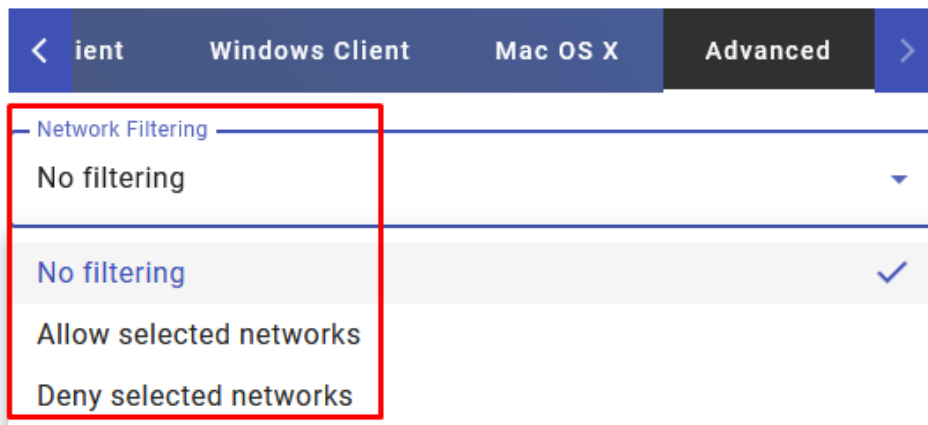 ient Windows Client Mac OS X Advanced
Network Filtering
No filtering
No filtering
Allow selected networks
Deny selected networks